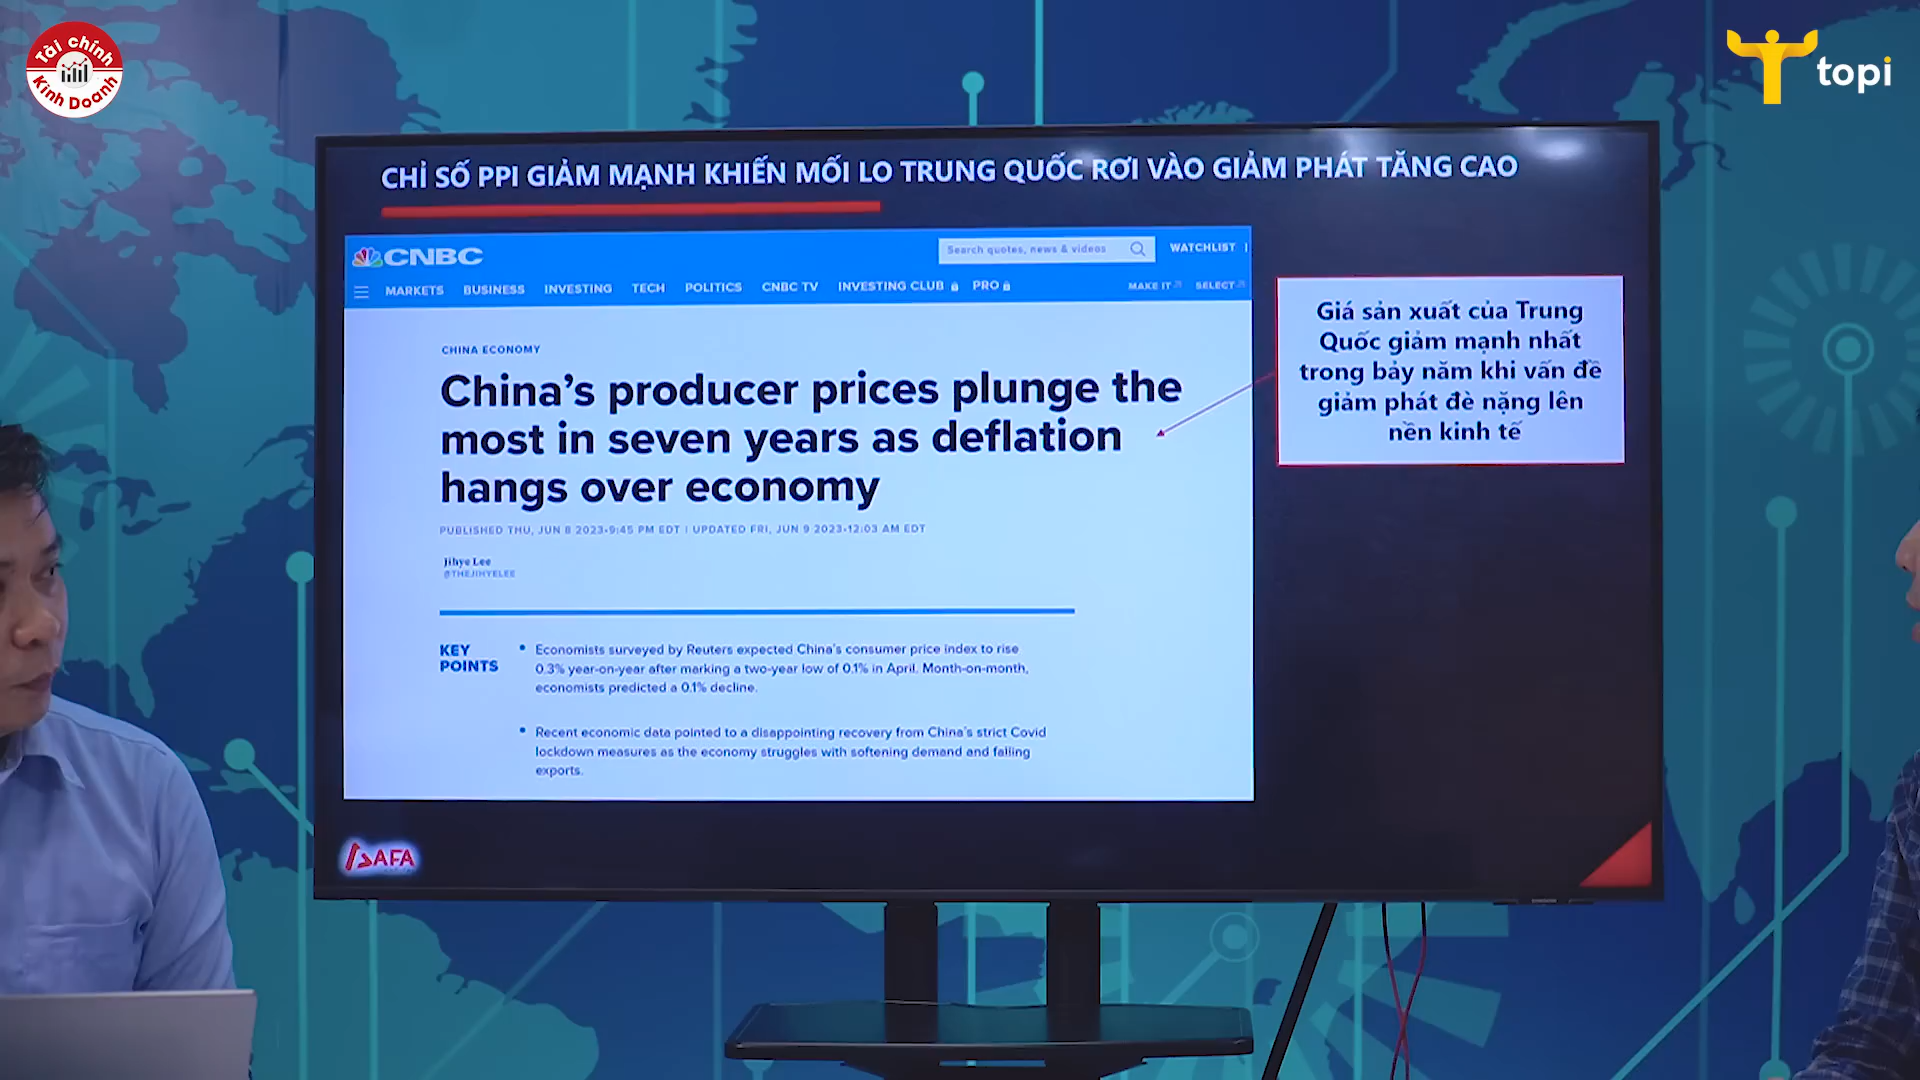 Tài chính
Kinh Doanh
topi
CHỈ SỐ PPI GIẢM MẠNH KHIẾN MỐI LO TRUNG QUỐC RƠI VÀO GIẢM PHÁT TĂNG CAO
CNBC
Search quotes, news & videos
WATCHLIST
MARKETS BUSINESS INVESTING TECH POLITICS CNBC TV INVESTING CLUB PRO MAKE IT SELECT
CHINA ECONOMY
China's producer prices plunge the
most in seven years as deflation
hangs over economy
PUBLISHED THU, JUN 8 2023•9:45 PM EDT | UPDATED FRI, JUN 9 2023•12:03 AM EDT
Jihye Lee
@THEJIHYELEE
KEY
POINTS
• Economists surveyed by Reuters expected China's consumer price index to rise
0.3% year-on-year after marking a two-year low of 0.1% in April. Month-on-month,
economists predicted a 0.1% decline.
• Recent economic data pointed to a disappointing recovery from China's strict Covid
lockdown measures as the economy struggles with softening demand and falling
exports.
Giá sản xuất của Trung
Quốc giảm mạnh nhất
trong bảy năm khi vấn đề
giảm phát đè nặng lên
nền kinh tế
AFA